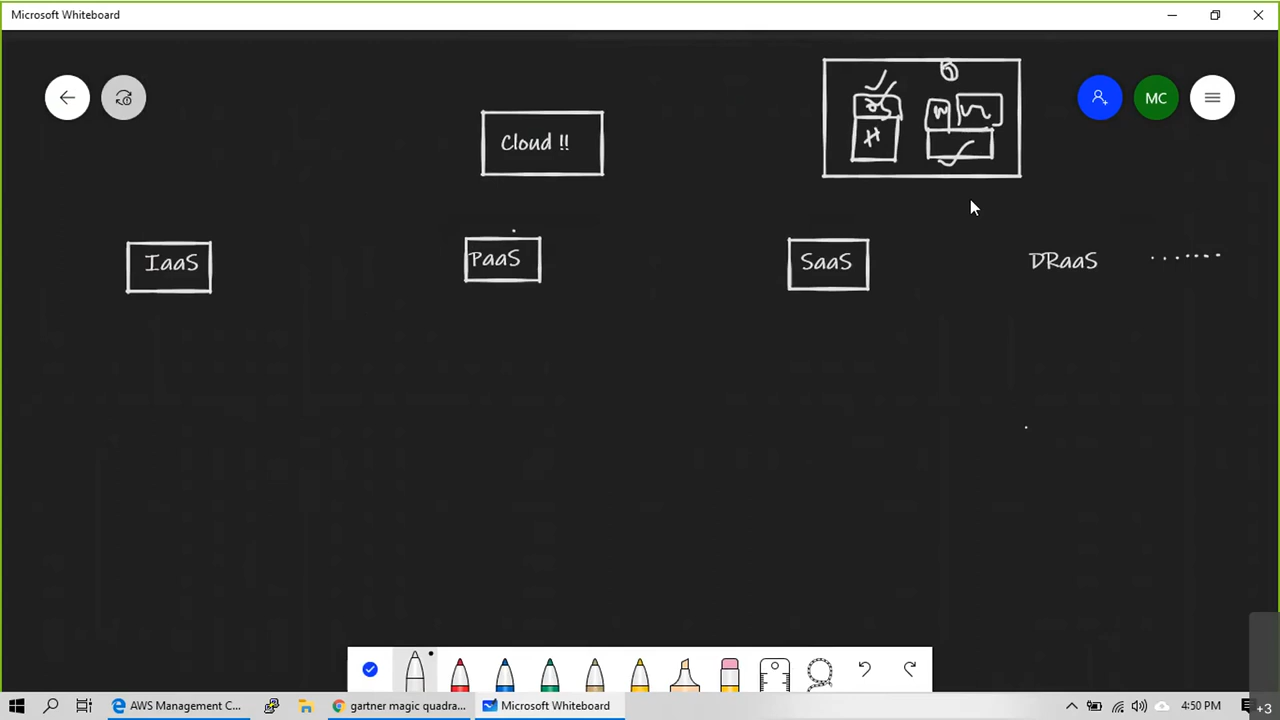 Microsoft Whiteboard
Cloud !!
MC
IaaS
PaaS
SaaS
DRaaS .......
AWS Management C...
gartner magic quadra...
Microsoft Whiteboard
4:50 PM
+3